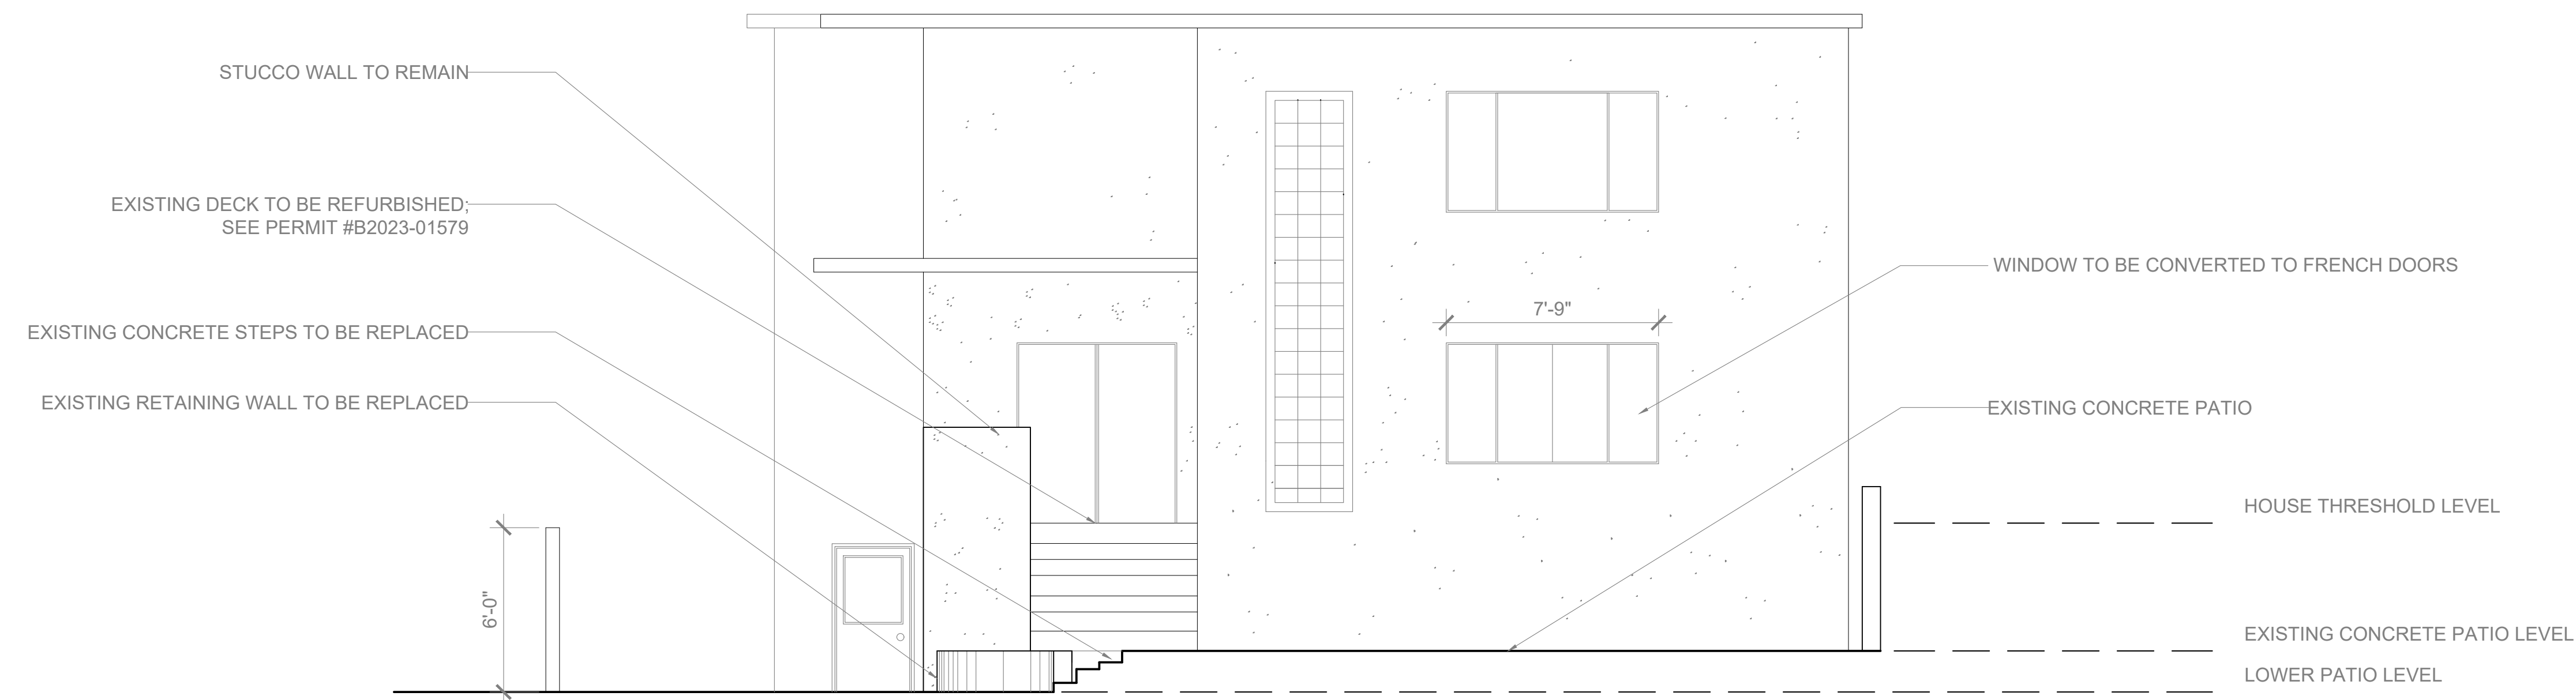 STUCCO WALL TO REMAIN
EXISTING DECK TO BE REFURBISHED;
SEE PERMIT #B2023-01579
WINDOW TO BE CONVERTED TO FRENCH DOORS
7'-9"
EXISTING CONCRETE STEPS TO BE REPLACED
EXISTING RETAINING WALL TO BE REPLACED
EXISTING CONCRETE PATIO
HOUSE THRESHOLD LEVEL
6'-0"
EXISTING CONCRETE PATIO LEVEL
LOWER PATIO LEVEL